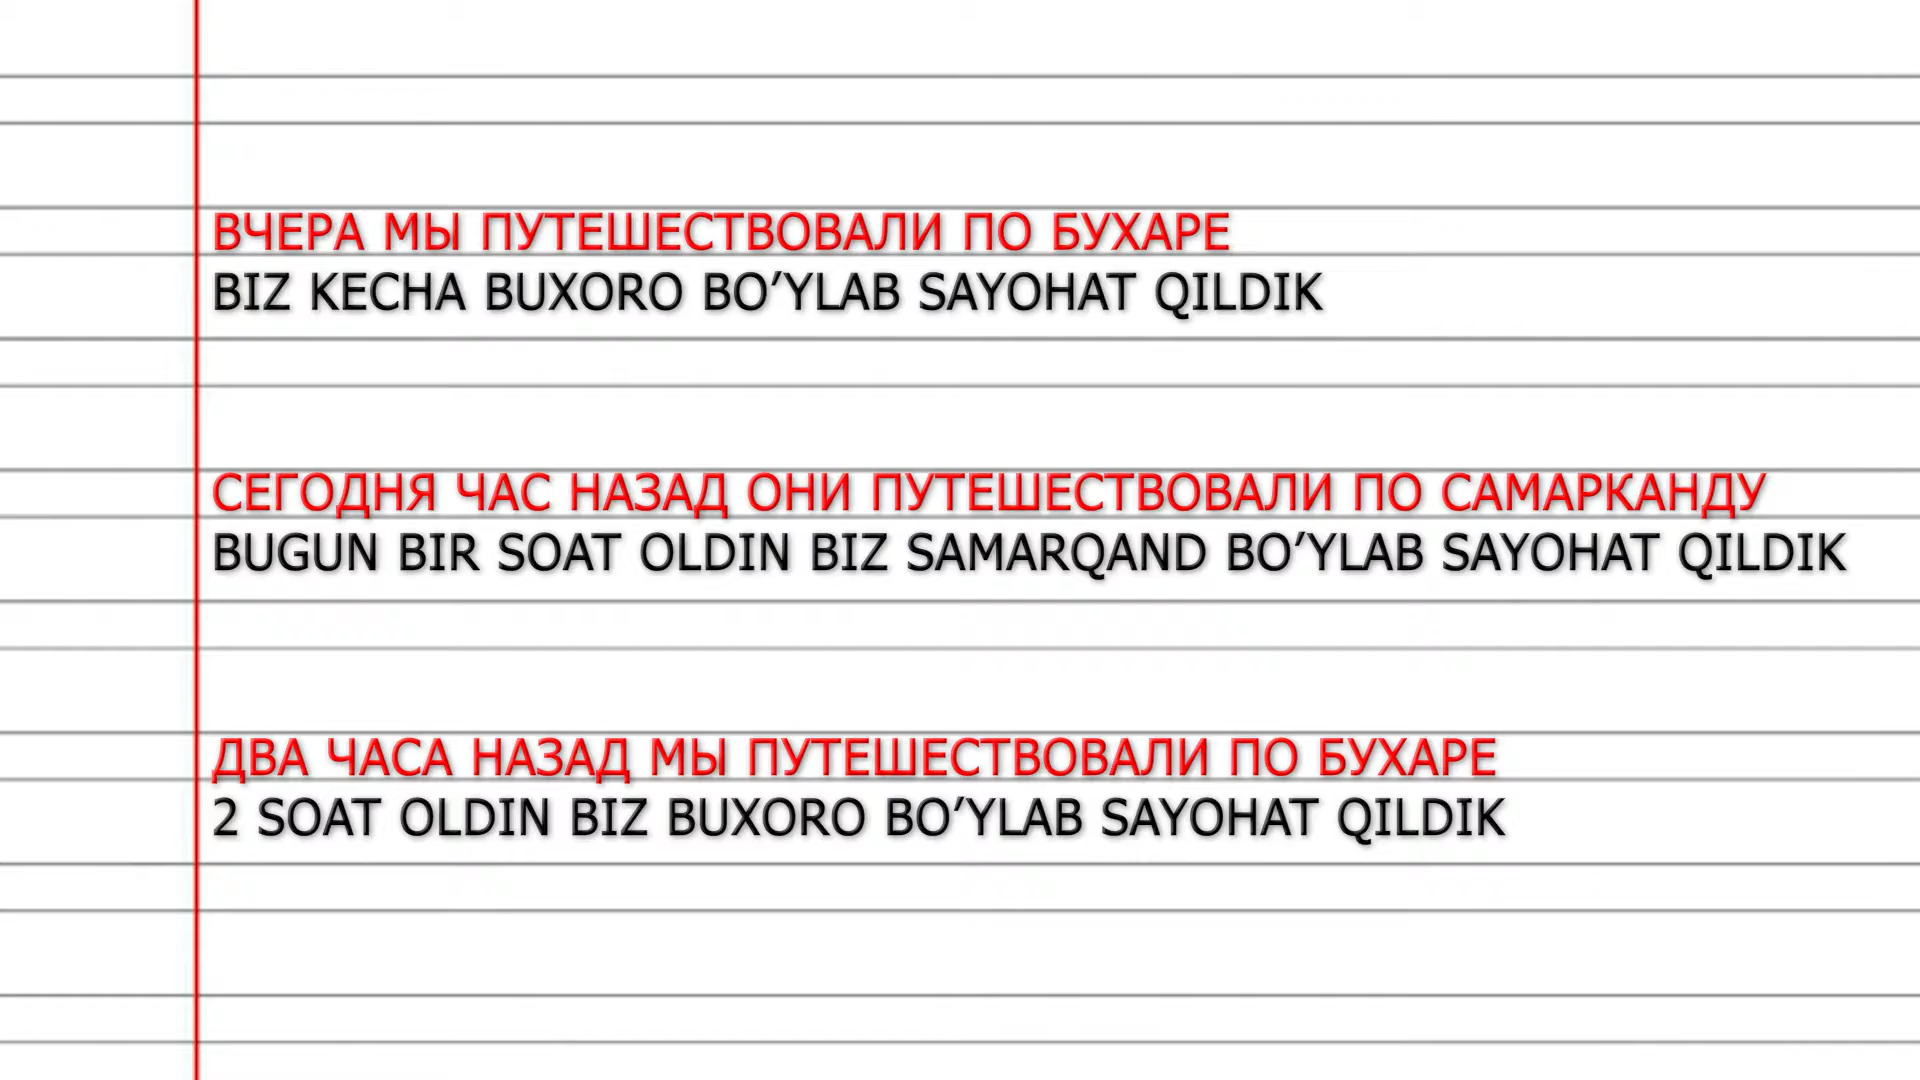 ВЧЕРА МЫ ПУТЕШЕСТВОВАЛИ ПО БУХАРЕ
BIZ KECHA BUXORO BO’YLAB SAYOHAT QILDIK
СЕГОДНЯ ЧАС НАЗАД ОНИ ПУТЕШЕСТВОВАЛИ ПО САМАРКАНДУ
BUGUN BIR SOAT OLDIN BIZ SAMARQAND BO’YLAB SAYOHAT QILDIK
ДВА ЧАСА НАЗАД МЫ ПУТЕШЕСТВОВАЛИ ПО БУХАРЕ
2 SOAT OLDIN BIZ BUXORO BO’YLAB SAYOHAT QILDIK